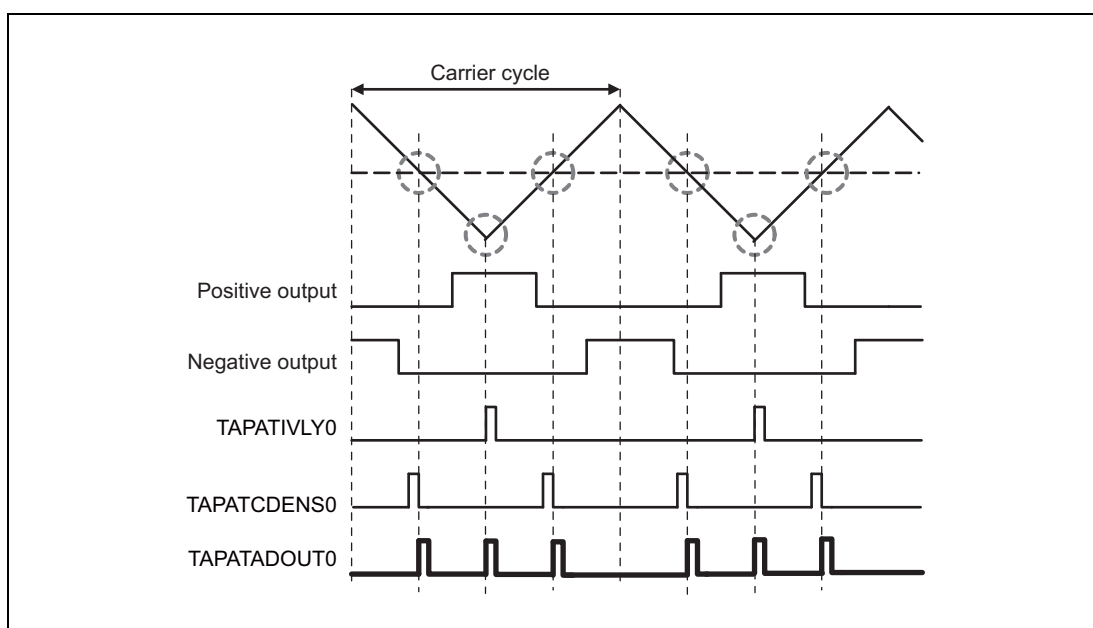 Carrier cycle
Positive output
Negative output
TAPATIVLY0
TAPATCDENS0
TAPATADOUT0